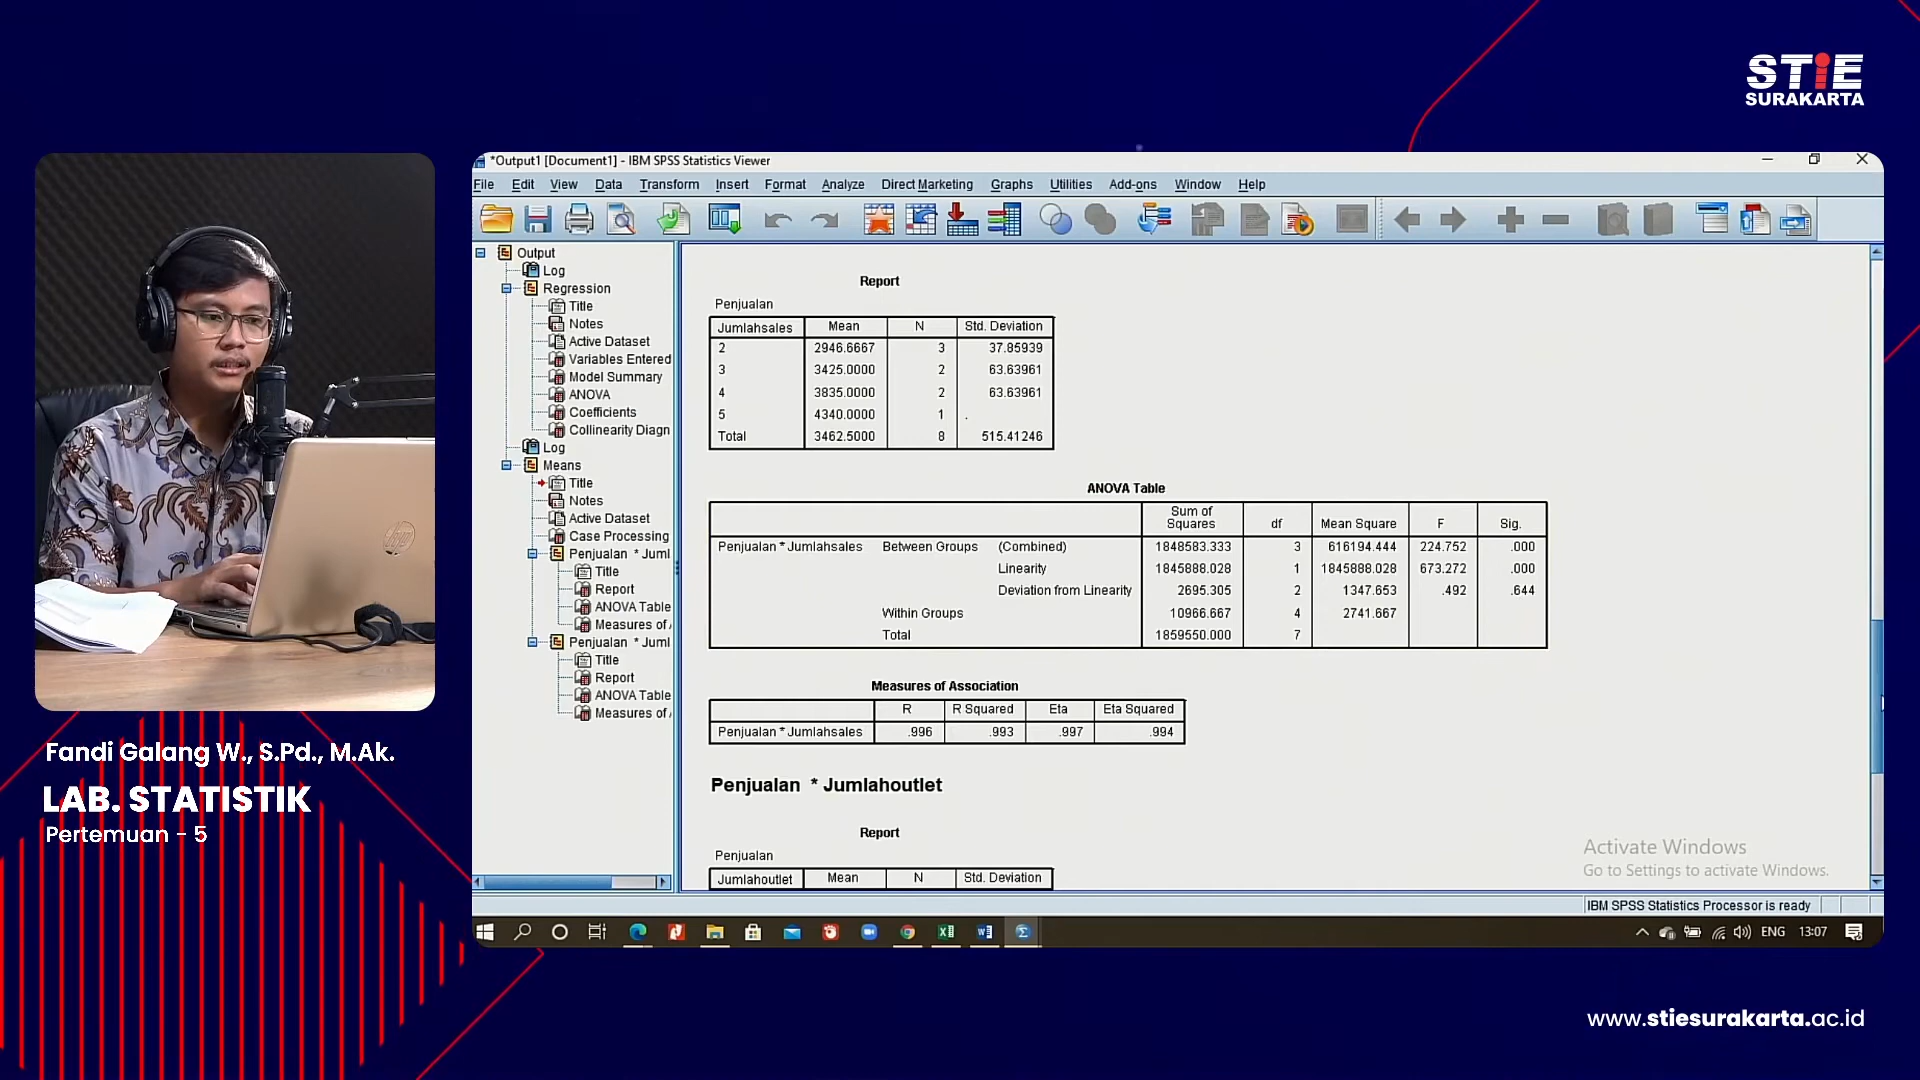 STiE
SURAKARTA
*Output1 [Document1] - IBM SPSS Statistics Viewer
File Edit View Data Transform Insert Format Analyze Direct Marketing Graphs Utilities Add-ons Window Help
Output
Log
Regression
Title
Notes
Active Dataset
Variables Entered
Model Summary
ANOVA
Coefficients
Collinearity Diagn
Log
Means
Title
Notes
Active Dataset
Case Processing
Penjualan * Juml
Title
Report
ANOVA Table
Measures of
Penjualan * Juml
Title
Report
ANOVA Table
Measures of
Report
Penjualan
Jumlahsales Mean N Std. Deviation
2 2946.6667 3 37.85939
3 3425.0000 2 63.63961
4 3835.0000 2 63.63961
5 4340.0000 1 .
Total 3462.5000 8 515.41246
ANOVA Table
Sum of Squares df Mean Square F Sig.
Penjualan * Jumlahsales Between Groups (Combined) 1848583.333 3 616194.444 224.752 .000
Linearity 1845888.028 1 1845888.028 673.272 .000
Deviation from Linearity 2695.305 2 1347.653 .492 .644
Within Groups 10966.667 4 2741.667
Total 1859550.000 7
Measures of Association
R R Squared Eta Eta Squared
Penjualan * Jumlahsales .996 .993 .997 .994
Penjualan * Jumlahoutlet
Report
Penjualan
Jumlahoutlet Mean N Std. Deviation
Activate Windows
Go to Settings to activate Windows.
IBM SPSS Statistics Processor is ready
ENG 13:07
hp
Fandi Galang W., S.Pd., M.Ak.
LAB. STATISTIK
Pertemuan - 5
www.stiesurakarta.ac.id